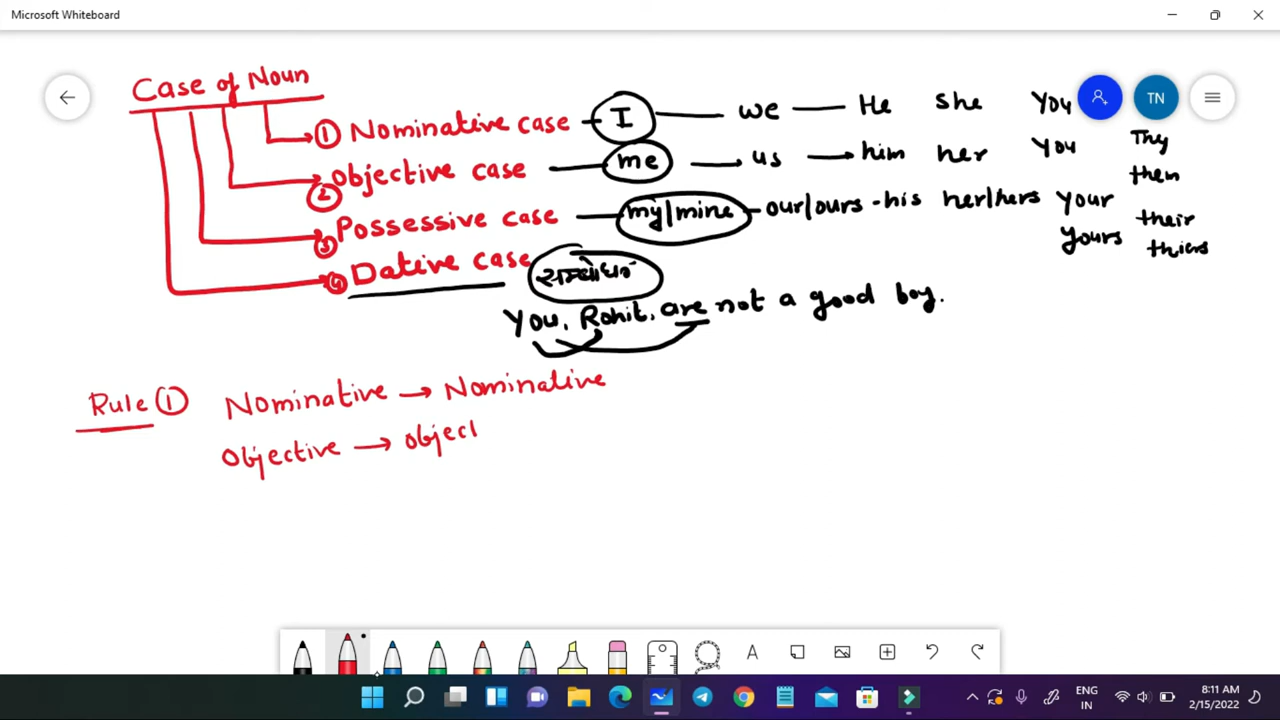 Microsoft Whiteboard
Case of Noun
① Nominative case - I — we — He she You
② Objective case — me → us → him her You They
③ Possessive case — my/mine - our/ours - his her/hers Your them
Yours their
④ Dative case thiers
You, Rohit, are not a good boy.
Rule ① Nominative → Nominative
Objective → object
TN
A
ENG
IN
8:11 AM
2/15/2022